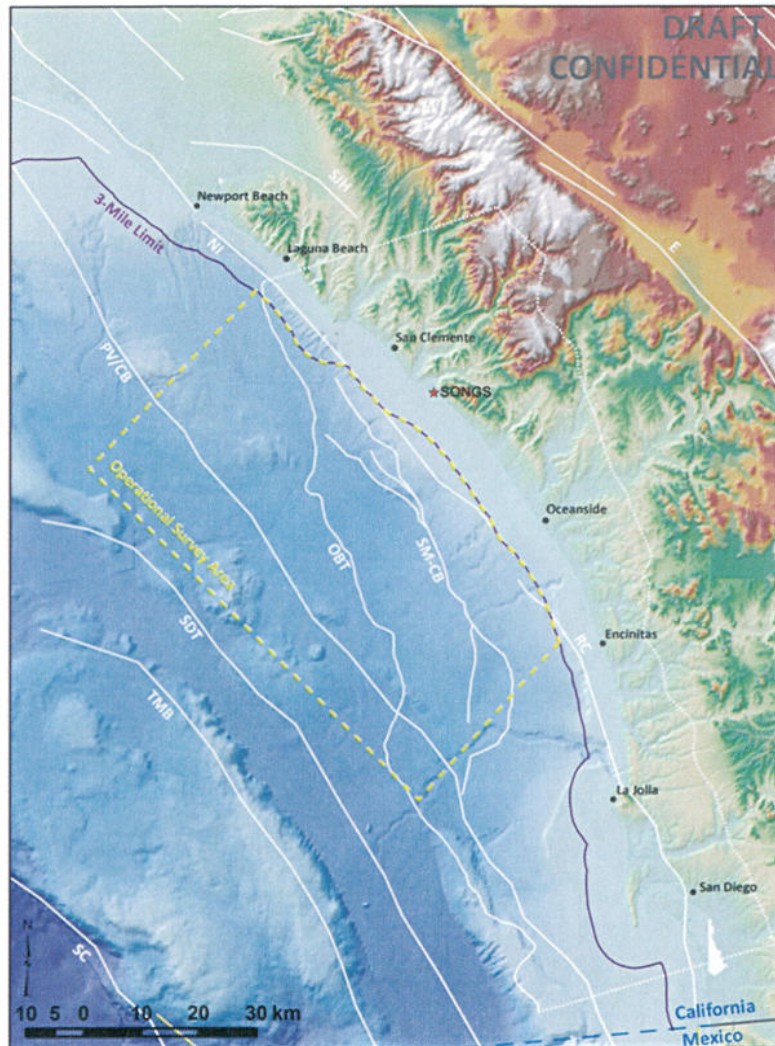 DRAFT
CONFIDENTIAL
SJH
Newport Beach
3-Mile Limit
NI
Laguna Beach
E
San Clemente
PV/CB
SONGS
Operational Survey Area
OBT
SM-CB
Oceanside
SDT
RC
Encinitas
TMB
La Jolla
San Diego
N
SC
10 5 0 10 20 30 km
California
Mexico